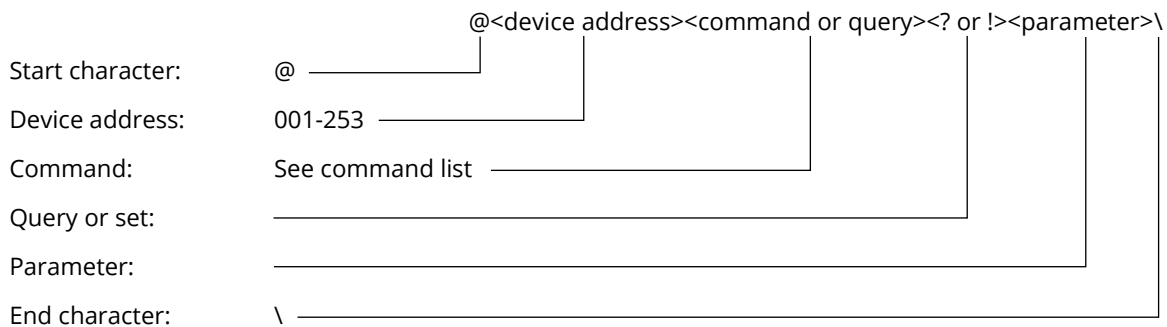 @<device address><command or query><? or !><parameter>\
Start character: @
Device address: 001-253
Command: See command list
Query or set:
Parameter:
End character: \